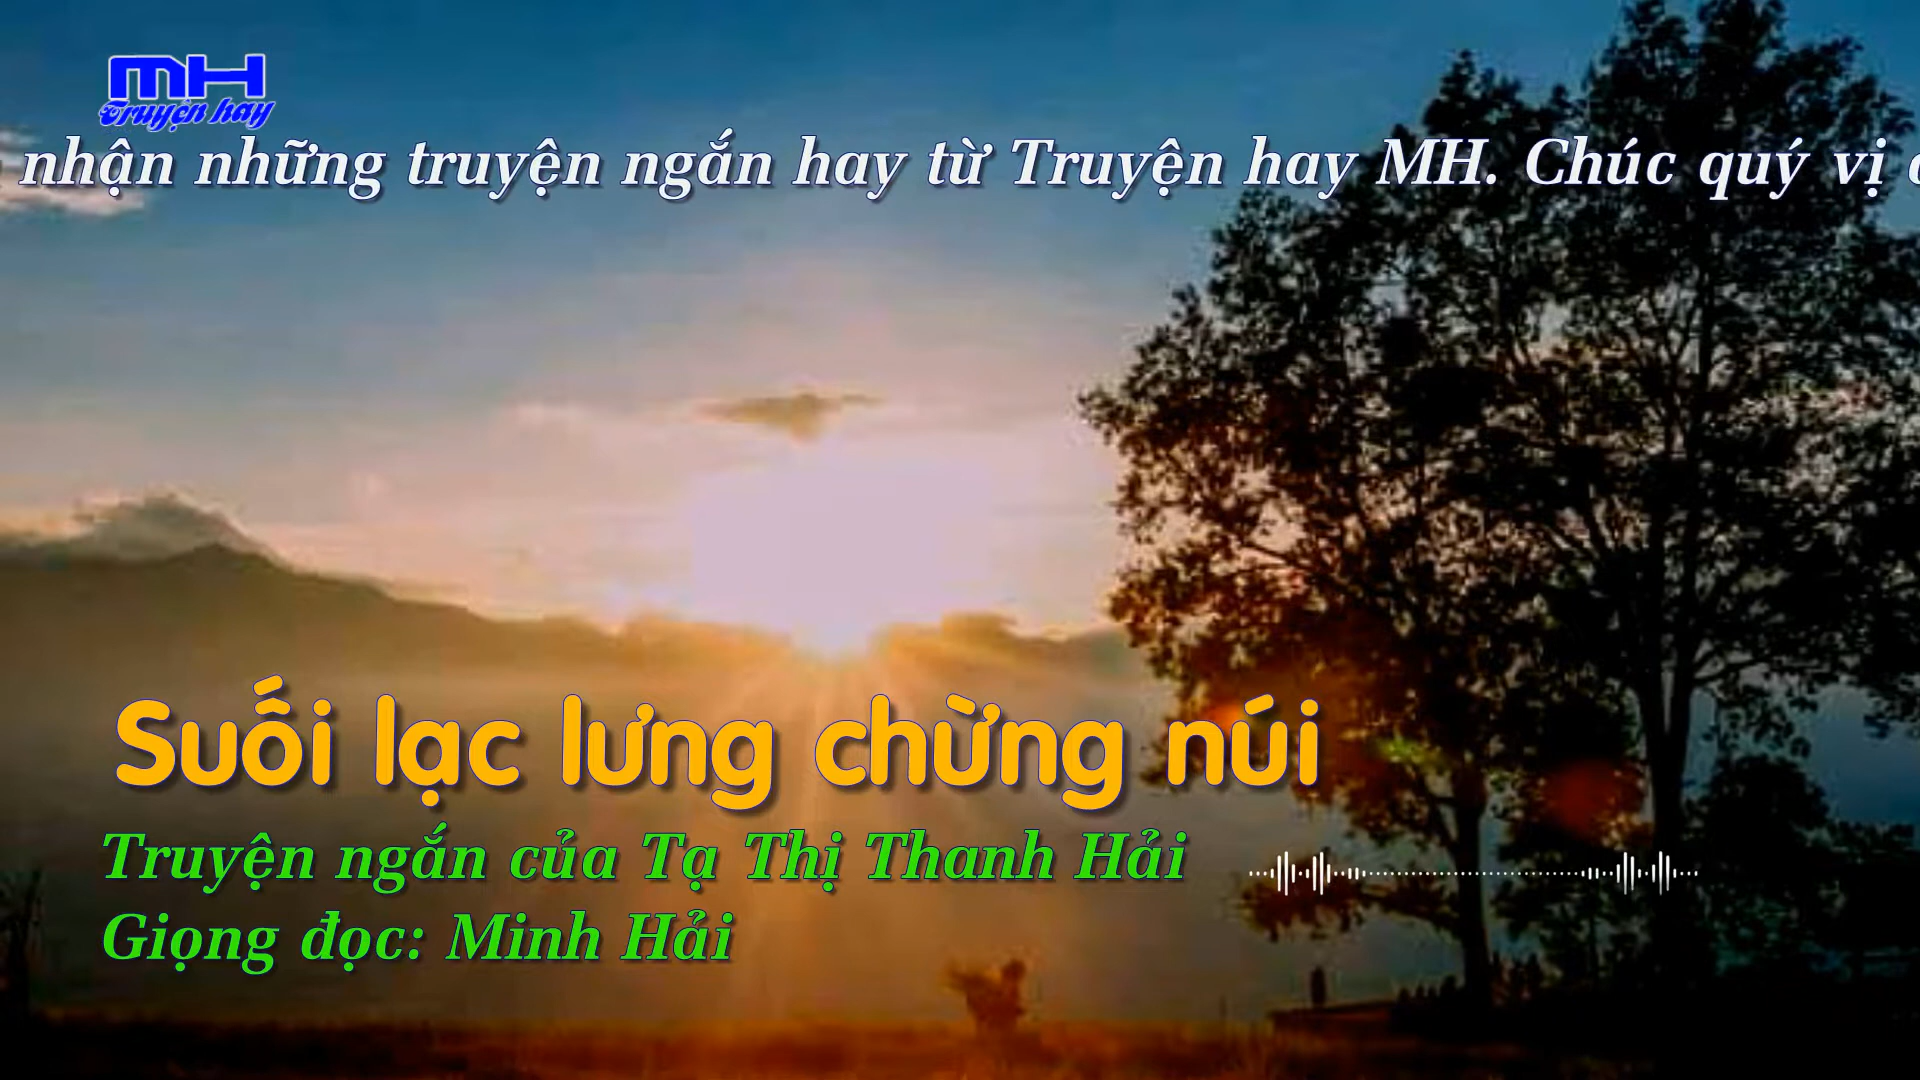 MH
Truyện hay
nhận những truyện ngắn hay từ Truyện hay MH. Chúc quý vị
Suối lạc lưng chừng núi
Truyện ngắn của Tạ Thị Thanh Hải
Giọng đọc: Minh Hải